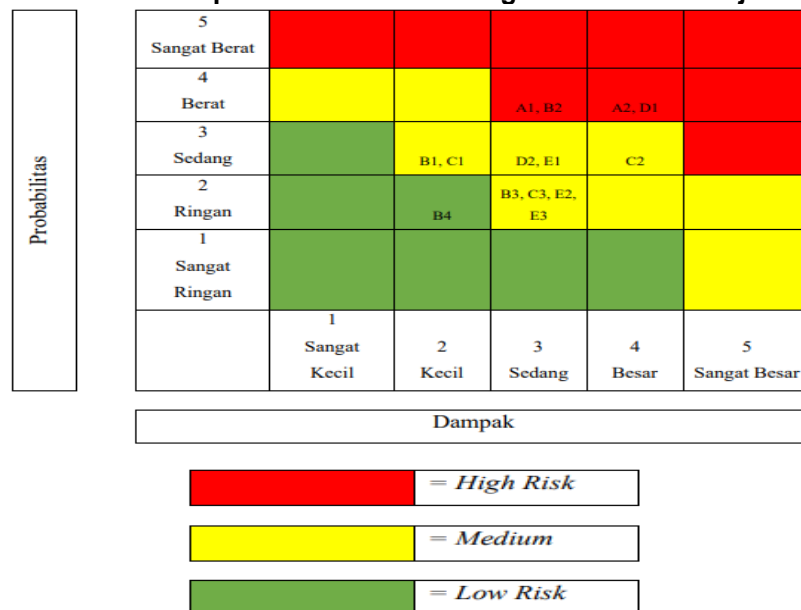 Probabilitas
5
Sangat Berat
4
Berat
A1, B2
A2, D1
3
Sedang
B1, C1
D2, E1
C2
2
Ringan
B4
B3, C3, E2,
E3
1
Sangat
Ringan
1
Sangat
Kecil
2
Kecil
3
Sedang
4
Besar
5
Sangat Besar
Dampak
= High Risk
= Medium
= Low Risk